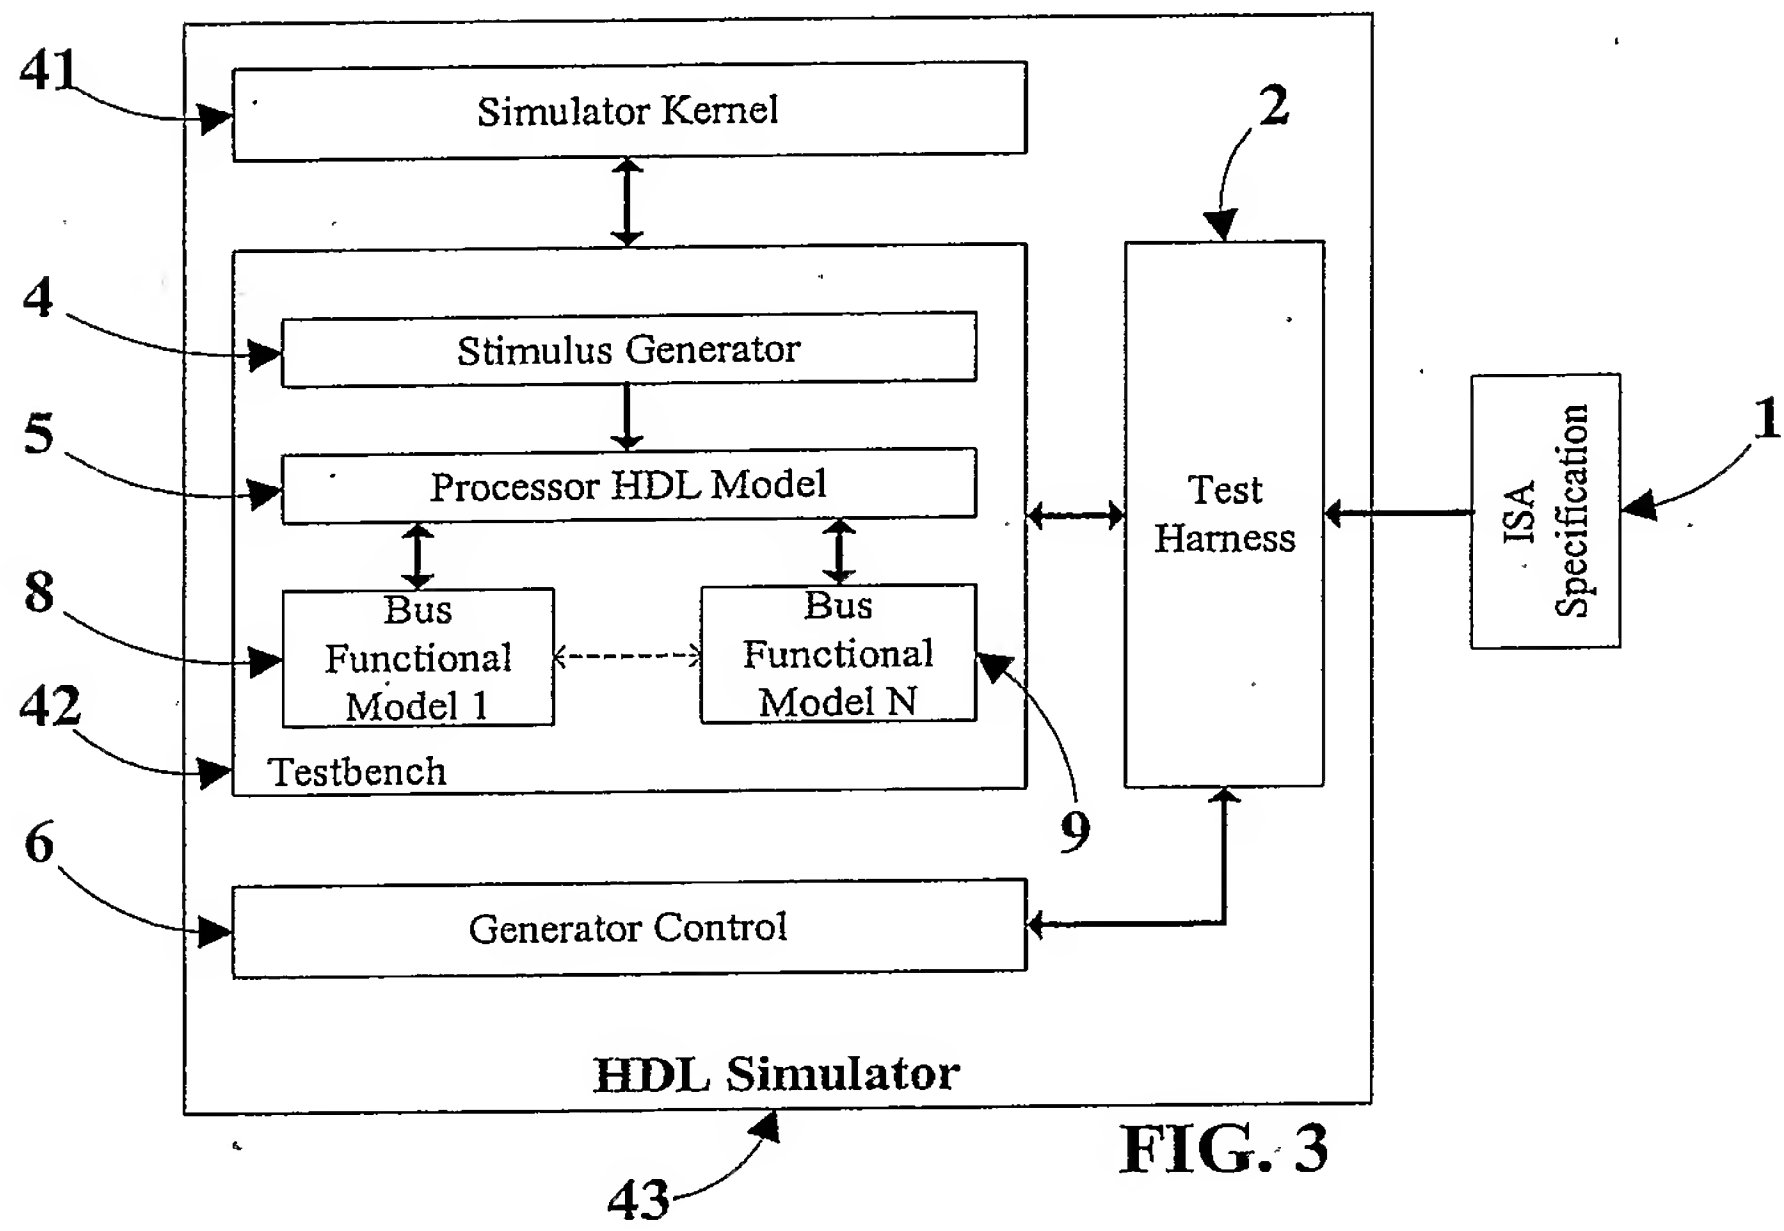 41
Simulator Kernel
2
4
Stimulus Generator
5
Processor HDL Model
Test
Harness
ISA
Specification
1
8
Bus
Functional
Model 1
Bus
Functional
Model N
42
Testbench
9
6
Generator Control
HDL Simulator
43
FIG. 3